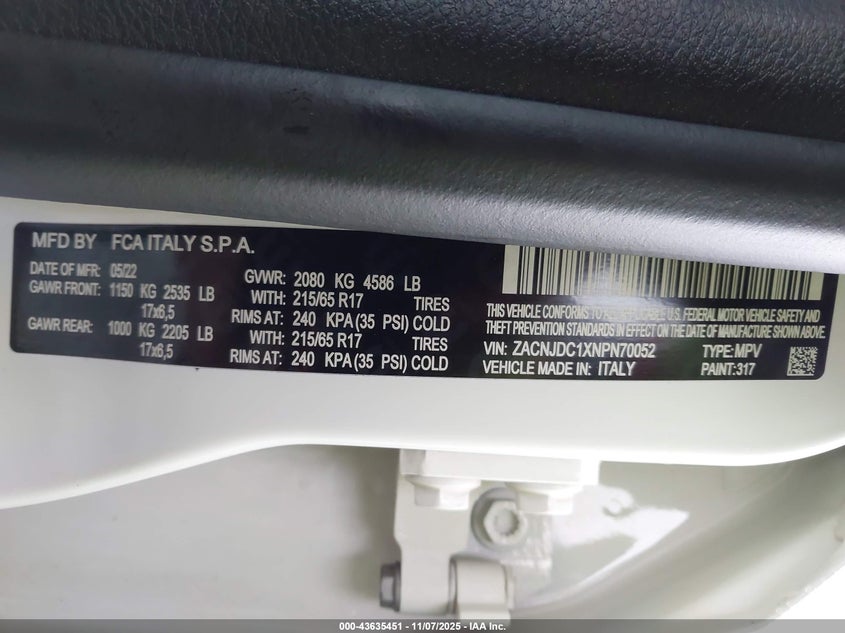 MFD BY FCA ITALY S.P.A.
DATE OF MFR: 05/22
GAWR FRONT: 1150 KG 2535 LB
17x6,5
GAWR REAR: 1000 KG 2205 LB
17x6,5
GVWR: 2080 KG 4586 LB
WITH: 215/65 R17 TIRES
RIMS AT: 240 KPA(35 PSI) COLD
WITH: 215/65 R17 TIRES
RIMS AT: 240 KPA(35 PSI) COLD
THIS VEHICLE CONFORMS TO ALL APPLICABLE U.S. FEDERAL MOTOR VEHICLE SAFETY AND
THEFT PREVENTION STANDARDS IN EFFECT ON THE DATE OF MANUFACTURE SHOWN ABOVE.
VIN: ZACNJDC1XNPN70052 TYPE:MPV
VEHICLE MADE IN: ITALY PAINT:317
000-43635451 - 11/07/2025 - IAA Inc.